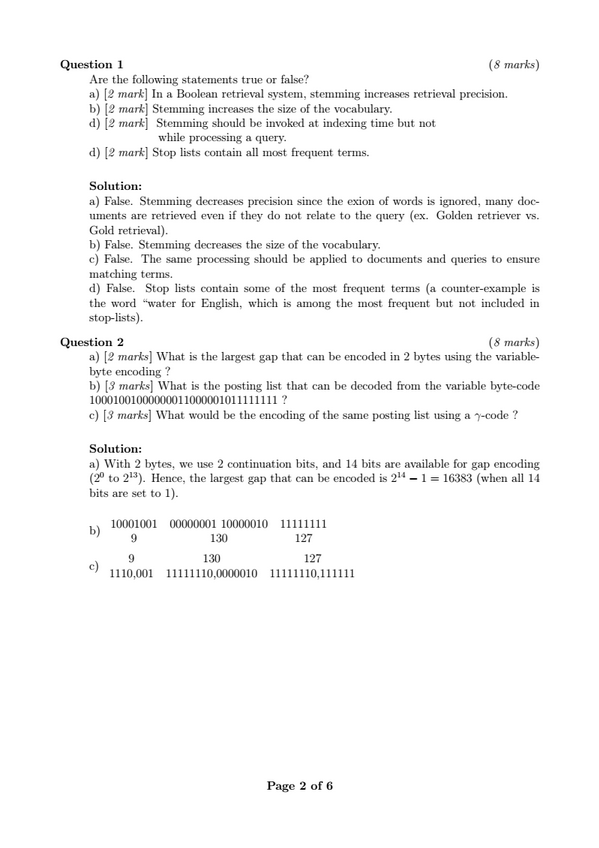 Question 1 (8 marks)
Are the following statements true or false?
a) [2 mark] In a Boolean retrieval system, stemming increases retrieval precision.
b) [2 mark] Stemming increases the size of the vocabulary.
d) [2 mark] Stemming should be invoked at indexing time but not
while processing a query.
d) [2 mark] Stop lists contain all most frequent terms.
Solution:
a) False. Stemming decreases precision since the exion of words is ignored, many doc-
uments are retrieved even if they do not relate to the query (ex. Golden retriever vs.
Gold retrieval).
b) False. Stemming decreases the size of the vocabulary.
c) False. The same processing should be applied to documents and queries to ensure
matching terms.
d) False. Stop lists contain some of the most frequent terms (a counter-example is
the word “water for English, which is among the most frequent but not included in
stop-lists).
Question 2 (8 marks)
a) [2 marks] What is the largest gap that can be encoded in 2 bytes using the variable-
byte encoding ?
b) [3 marks] What is the posting list that can be decoded from the variable byte-code
10001001000000011000001011111111 ?
c) [3 marks] What would be the encoding of the same posting list using a γ-code ?
Solution:
a) With 2 bytes, we use 2 continuation bits, and 14 bits are available for gap encoding
(2⁰ to 2¹³). Hence, the largest gap that can be encoded is 2¹⁴ − 1 = 16383 (when all 14
bits are set to 1).
b) 10001001 00000001 10000010 11111111
9 130 127
c) 9 130 127
1110,001 11111110,0000010 11111110,111111
Page 2 of 6